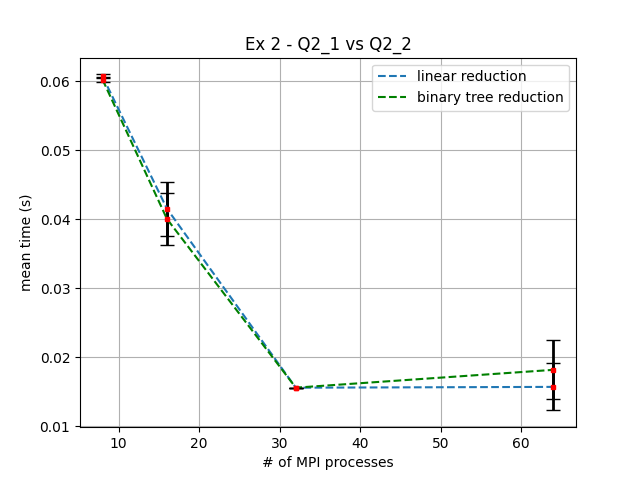 Ex 2 - Q2_1 vs Q2_2
linear reduction
binary tree reduction
mean time (s)
0.06
0.05
0.04
0.03
0.02
0.01
10 20 30 40 50 60
# of MPI processes